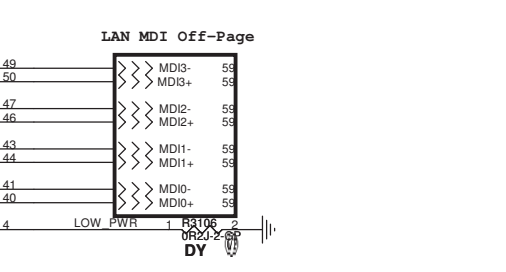 LAN MDI Off-Page
49 MDI3- 59
50 MDI3+ 59
47 MDI2- 59
46 MDI2+ 59
43 MDI1- 59
44 MDI1+ 59
41 MDI0- 59
40 MDI0+ 59
4 LOW_PWR 1 R3106 2
0R2J-2-GP
DY